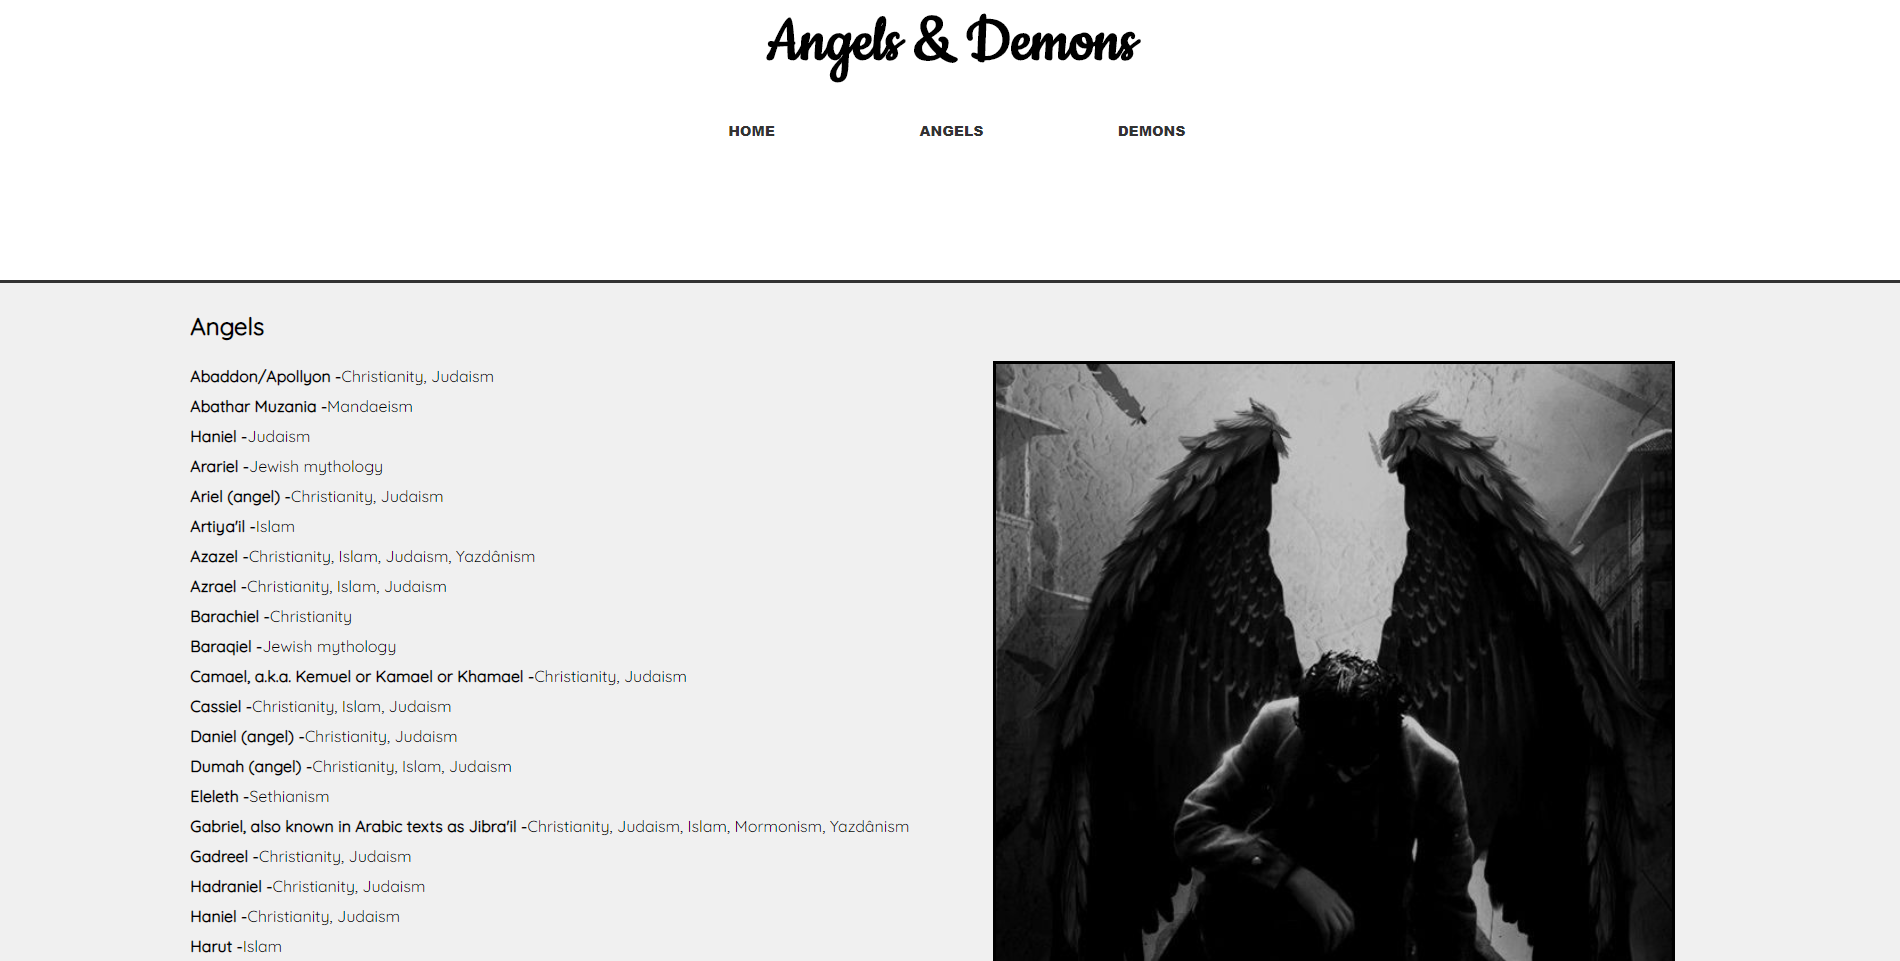 Angels & Demons
HOME ANGELS DEMONS
Angels
Abaddon/Apollyon -Christianity, Judaism
Abathar Muzania -Mandaeism
Haniel -Judaism
Arariel -Jewish mythology
Ariel (angel) -Christianity, Judaism
Artiya'il -Islam
Azazel -Christianity, Islam, Judaism, Yazdânism
Azrael -Christianity, Islam, Judaism
Barachiel -Christianity
Baraqiel -Jewish mythology
Camael, a.k.a. Kemuel or Kamael or Khamael -Christianity, Judaism
Cassiel -Christianity, Islam, Judaism
Daniel (angel) -Christianity, Judaism
Dumah (angel) -Christianity, Islam, Judaism
Eleleth -Sethianism
Gabriel, also known in Arabic texts as Jibra'il -Christianity, Judaism, Islam, Mormonism, Yazdânism
Gadreel -Christianity, Judaism
Hadraniel -Christianity, Judaism
Haniel -Christianity, Judaism
Harut -Islam